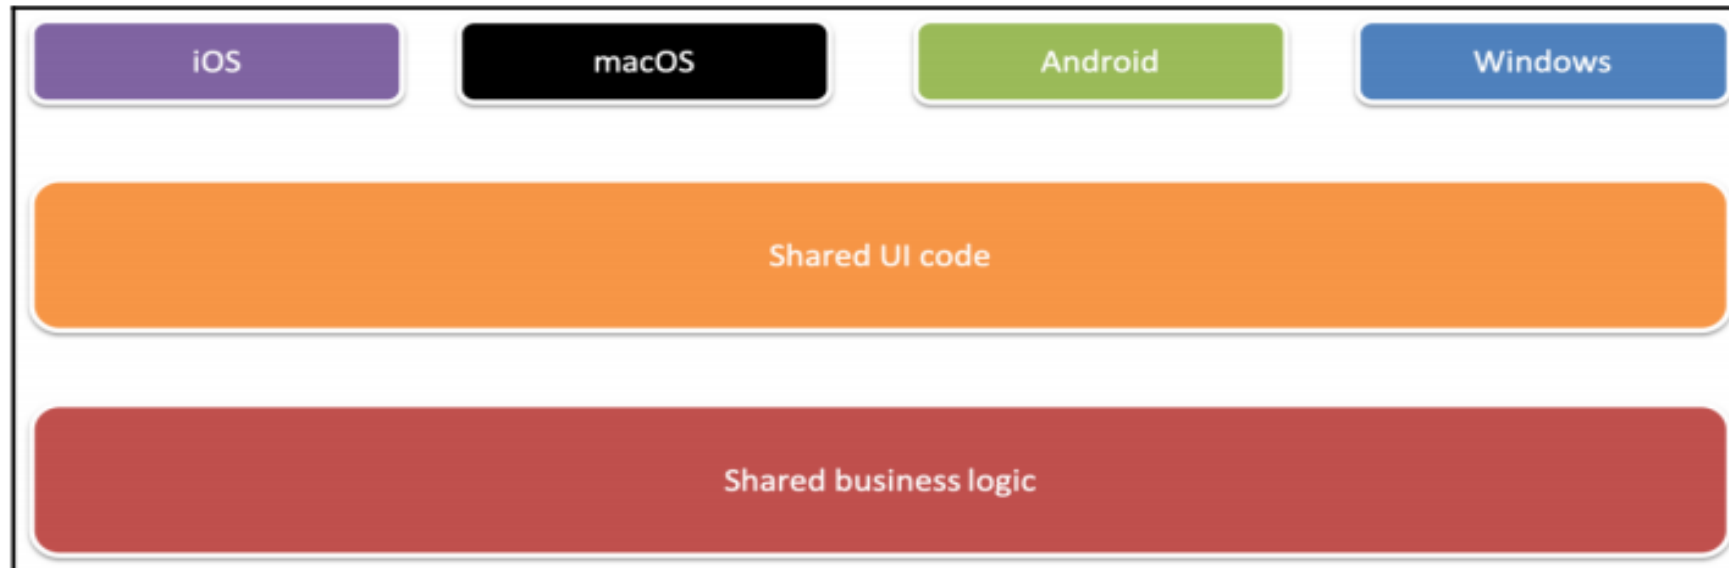 iOS
macOS
Android
Windows
Shared UI code
Shared business logic